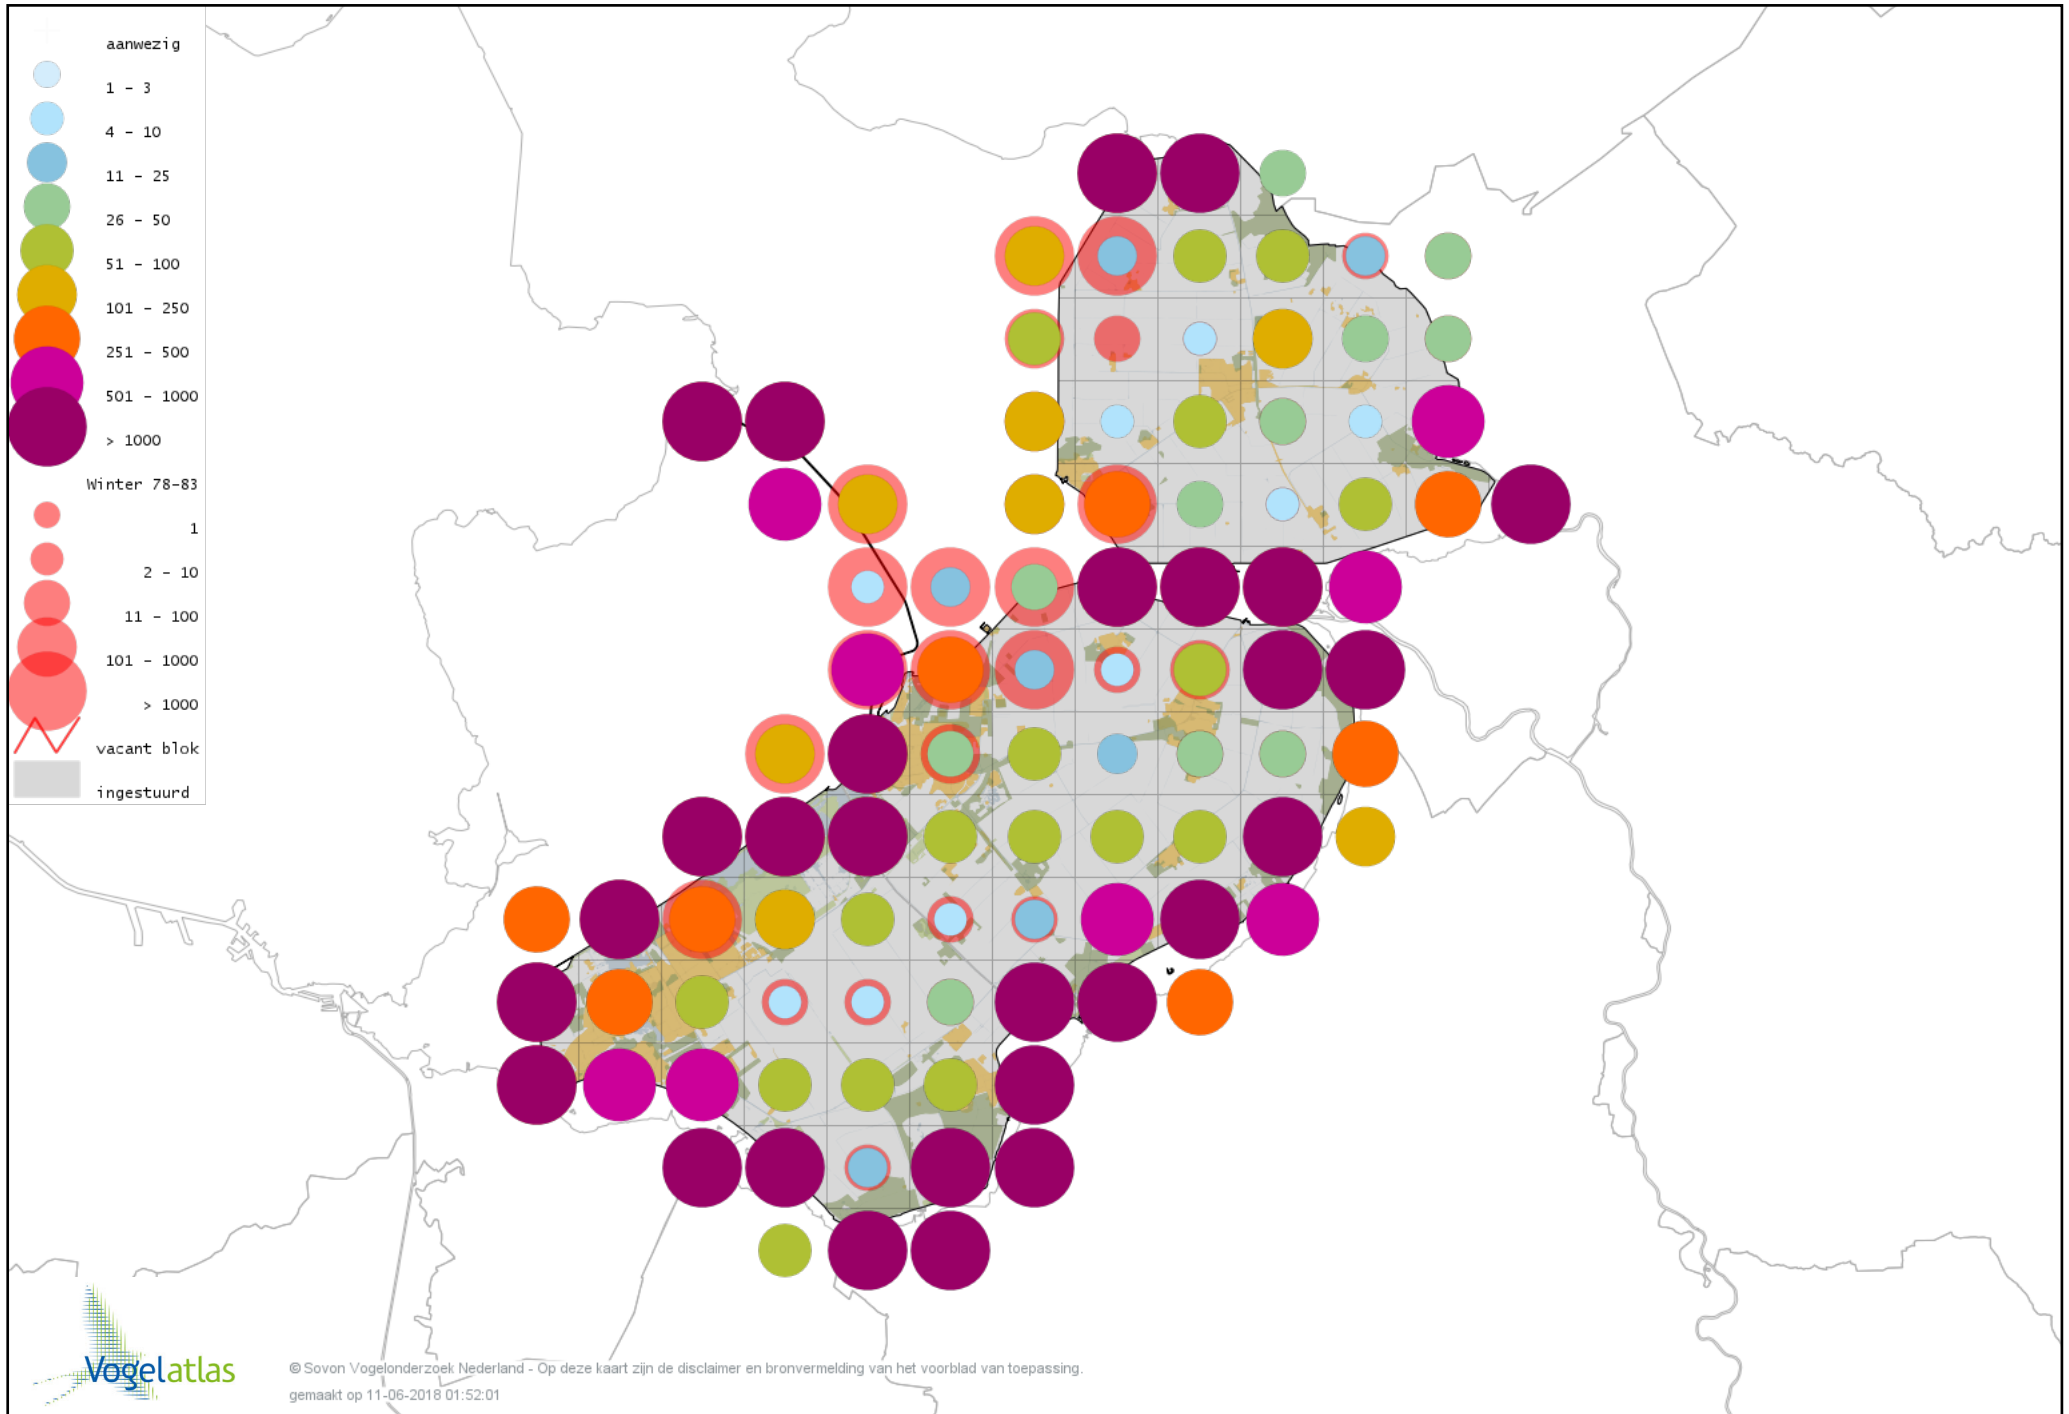 aanwezig
1 - 3
4 - 10
11 - 25
26 - 50
51 - 100
101 - 250
251 - 500
501 - 1000
> 1000
Winter 78-83
1
2 - 10
11 - 100
101 - 1000
> 1000
vacant blok
ingestuurd
Vogelatlas
© Sovon Vogelonderzoek Nederland - Op deze kaart zijn de disclaimer en bronvermelding van het voorblad van toepassing.
gemaakt op 11-06-2018 01:52:01